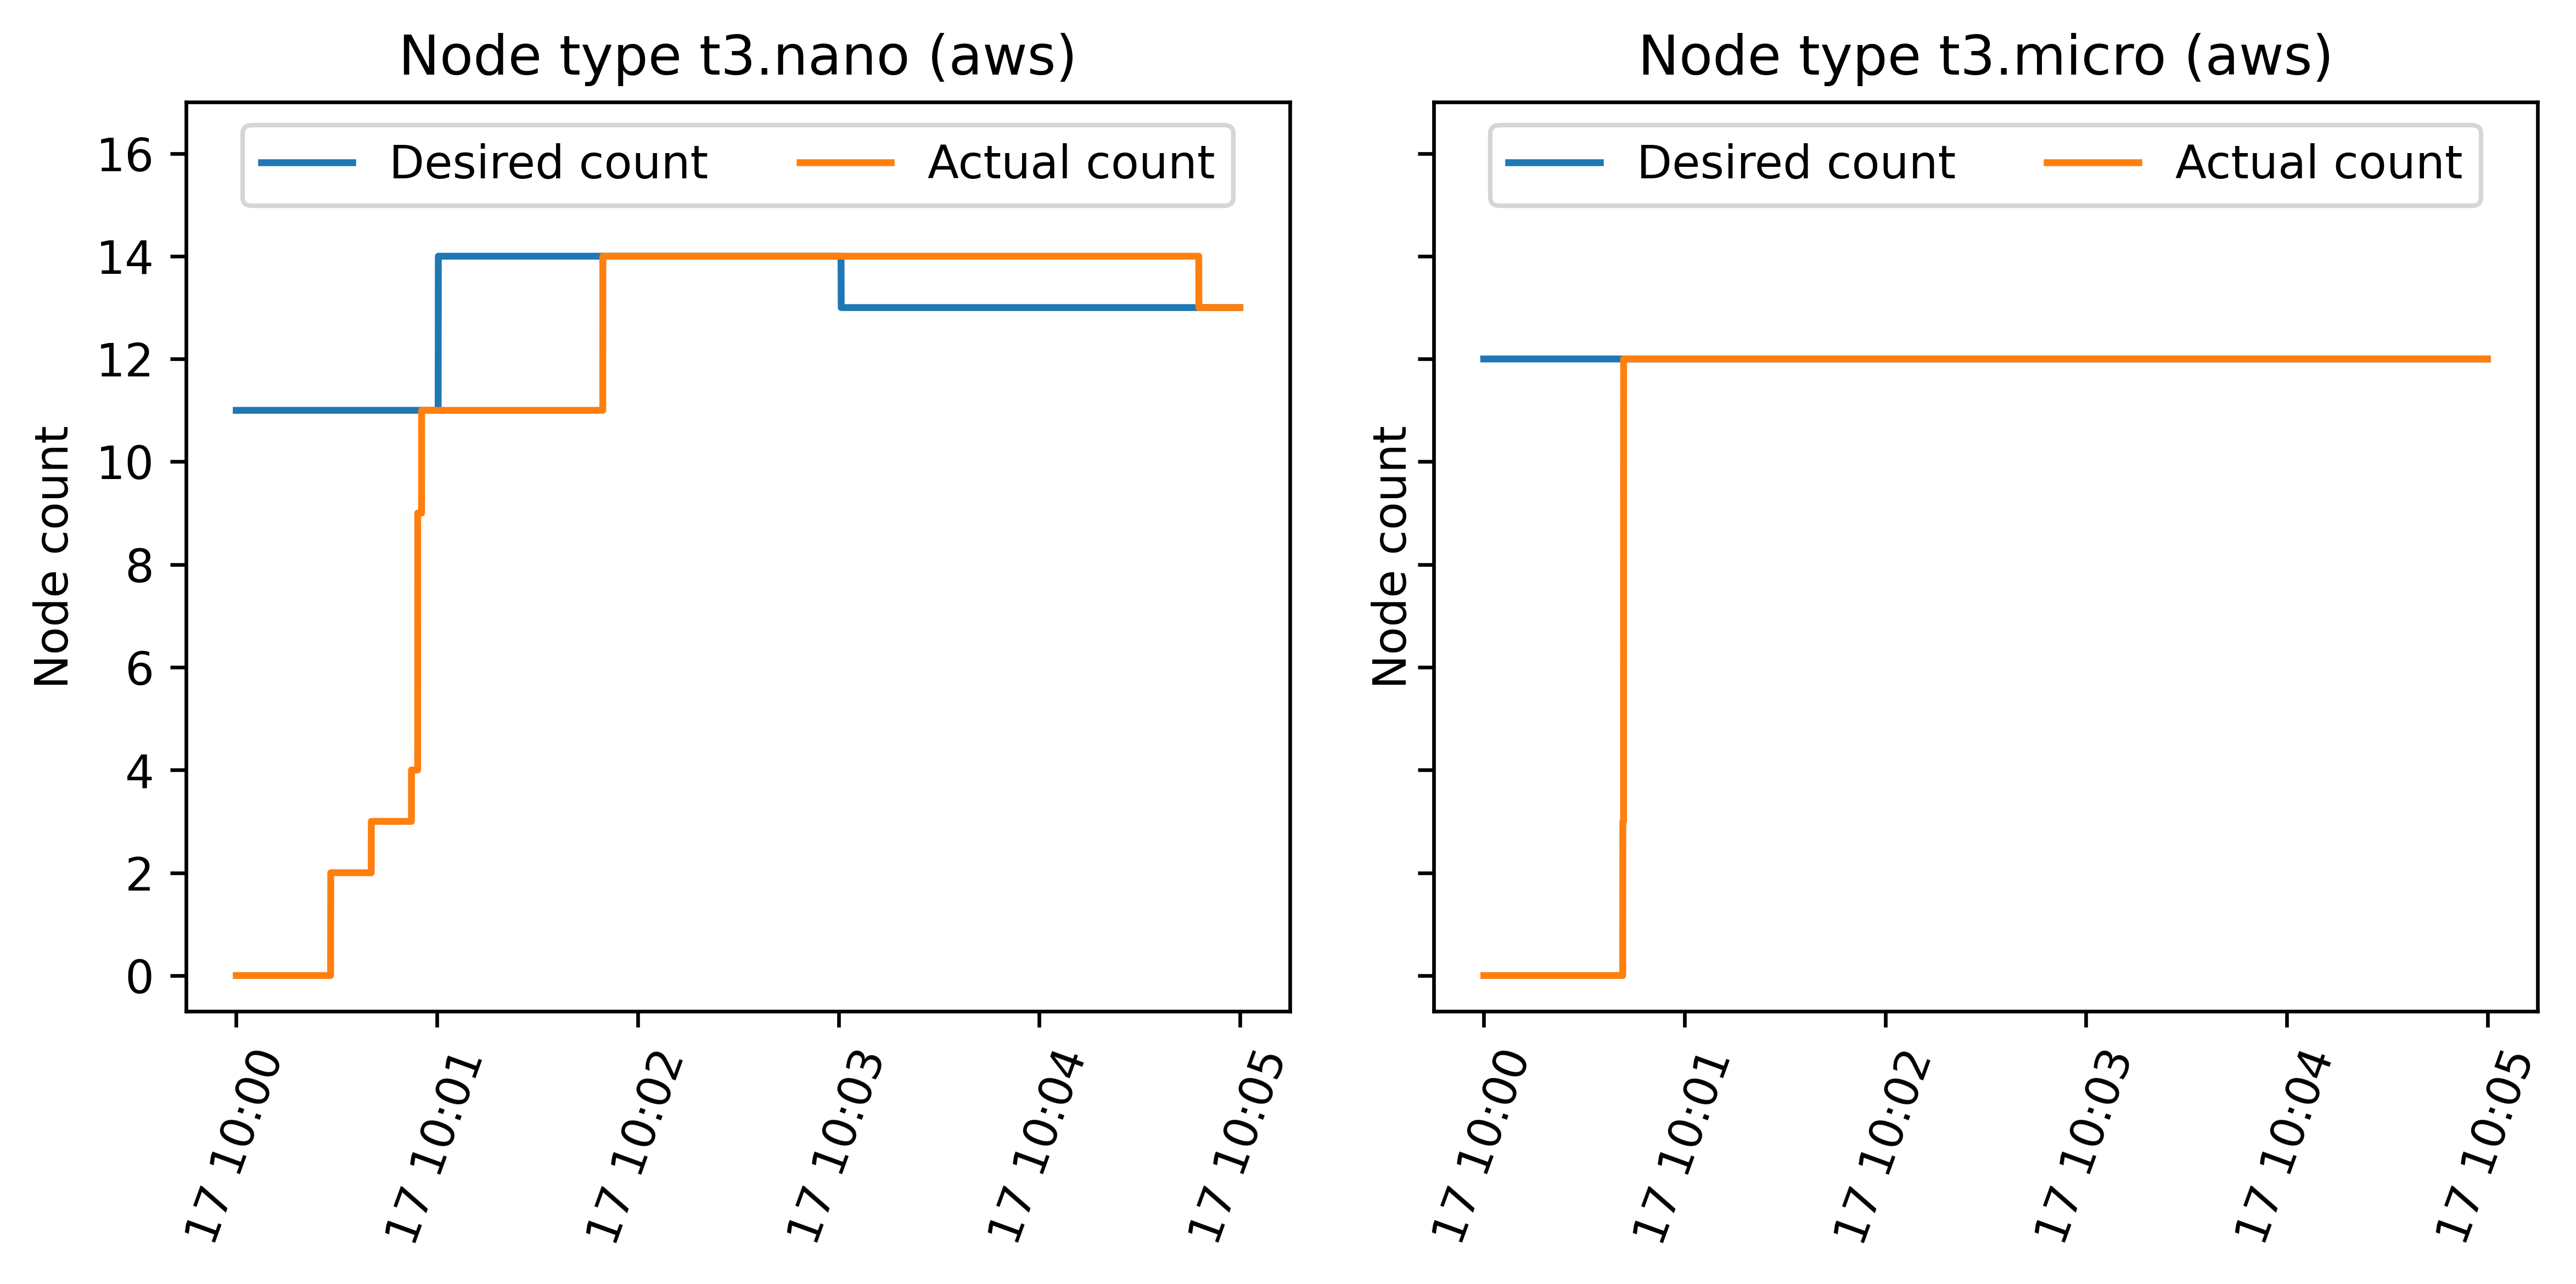 Node type t3.nano (aws)
Desired count
Actual count
16
14
12
10
8
6
4
2
0
Node count
17 10:00
17 10:01
17 10:02
17 10:03
17 10:04
17 10:05
Node type t3.micro (aws)
Desired count
Actual count
Node count
17 10:00
17 10:01
17 10:02
17 10:03
17 10:04
17 10:05